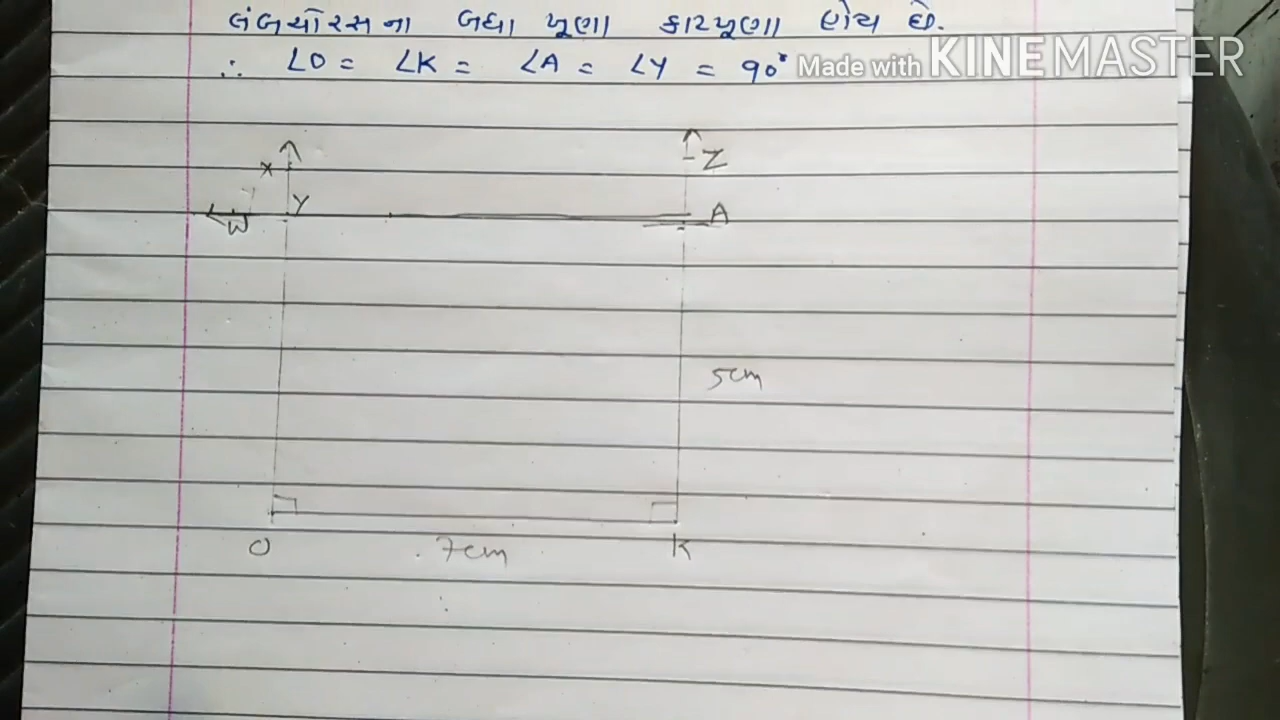 લંબચોરસના બધા ખૂણા કાટખૂણા હોય છે.
∴ ∠O = ∠K = ∠A = ∠Y = 90°
Made with KINEMASTER
X
Z
Y
W
A
5cm
O
7cm
K